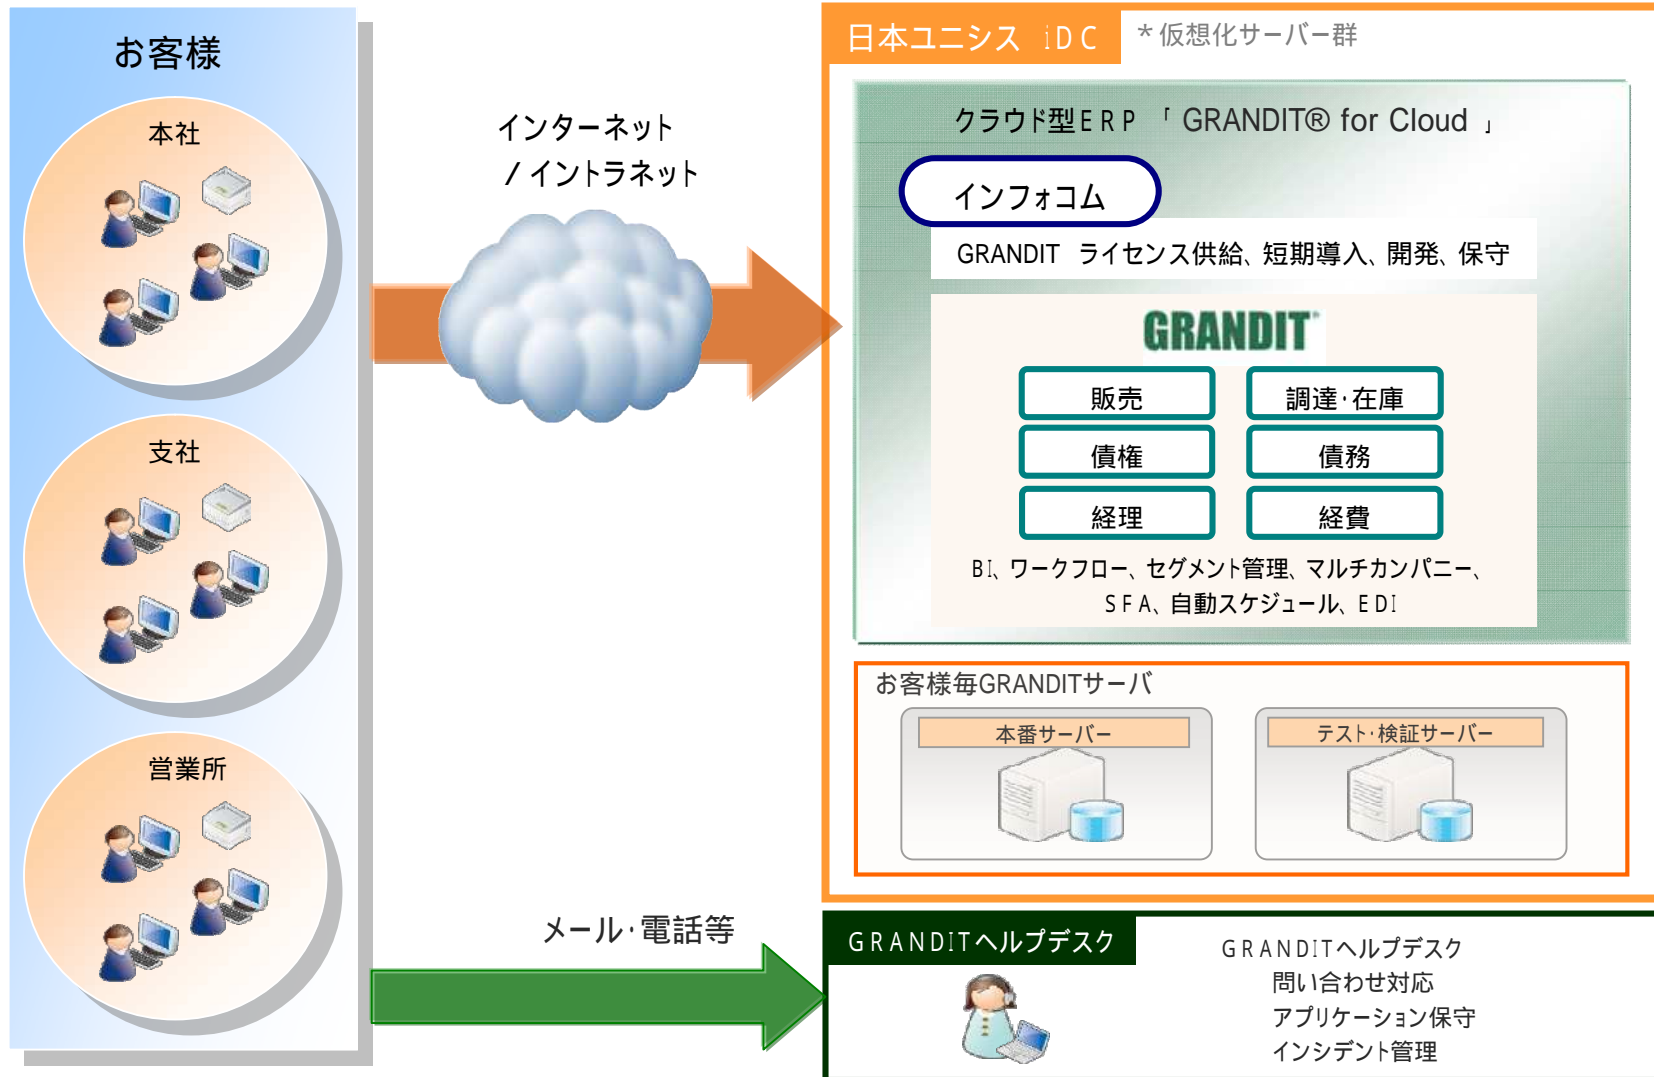 お客様
本社
支社
営業所
インターネット
/イントラネット
メール・電話等
日本ユニシス iDC
*仮想化サーバー群
クラウド型ERP 「 GRANDIT® for Cloud 」
インフォコム
GRANDIT ライセンス供給、短期導入、開発、保守
GRANDIT
販売
調達・在庫
債権
債務
経理
経費
BI、ワークフロー、セグメント管理、マルチカンパニー、
SFA、自動スケジュール、EDI
お客様毎GRANDITサーバ
本番サーバー
テスト・検証サーバー
GRANDITヘルプデスク
GRANDITヘルプデスク
問い合わせ対応
アプリケーション保守
インシデント管理